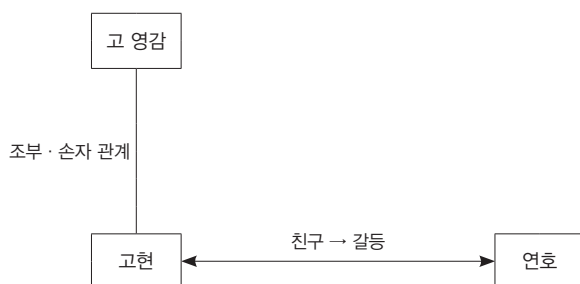 고 영감
조부 · 손자 관계
친구 → 갈등
고현
연호